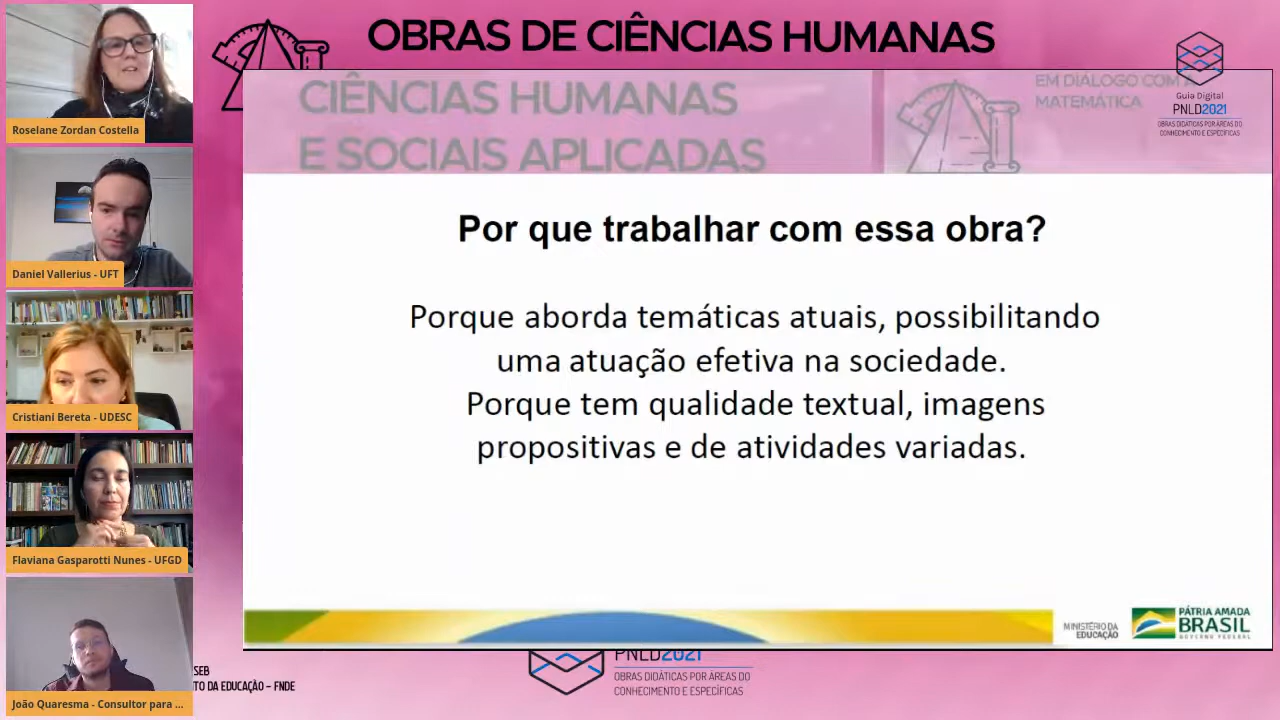 OBRAS DE CIÊNCIAS HUMANAS
CIÊNCIAS HUMANAS
E SOCIAIS APLICADAS
EM DIÁLOGO COM A
MATEMÁTICA
Guia Digital
PNLD2021
OBRAS DIDÁTICAS POR ÁREAS DO
CONHECIMENTO E ESPECÍFICAS
Roselane Zordan Costella
Daniel Vallerius - UFT
Cristiani Bereta - UDESC
Flaviana Gasparotti Nunes - UFGD
João Quaresma - Consultor para ...
Por que trabalhar com essa obra?
Porque aborda temáticas atuais, possibilitando
uma atuação efetiva na sociedade.
Porque tem qualidade textual, imagens
propositivas e de atividades variadas.
MINISTÉRIO DA
EDUCAÇÃO
PÁTRIA AMADA
BRASIL
GOVERNO FEDERAL
SEB
TO DA EDUCAÇÃO – FNDE
PNLD2021
OBRAS DIDÁTICAS POR ÁREAS DO
CONHECIMENTO E ESPECÍFICAS